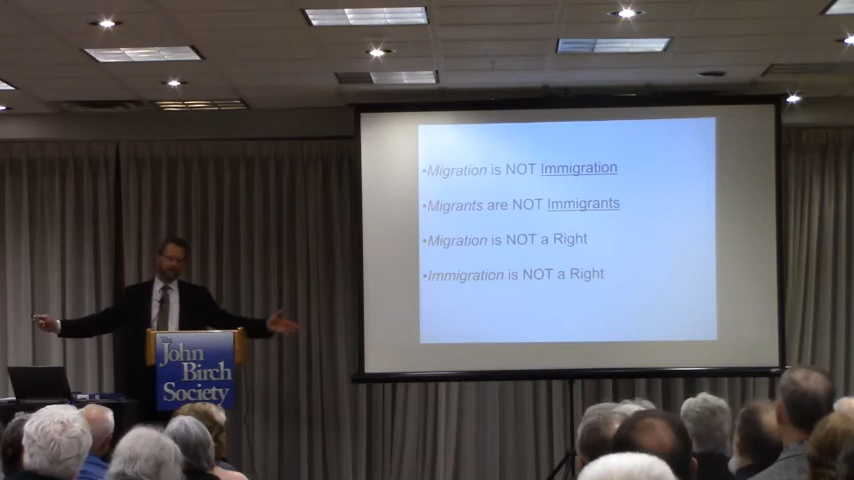 •Migration is NOT Immigration
•Migrants are NOT Immigrants
•Migration is NOT a Right
•Immigration is NOT a Right
The
John
Birch
Society